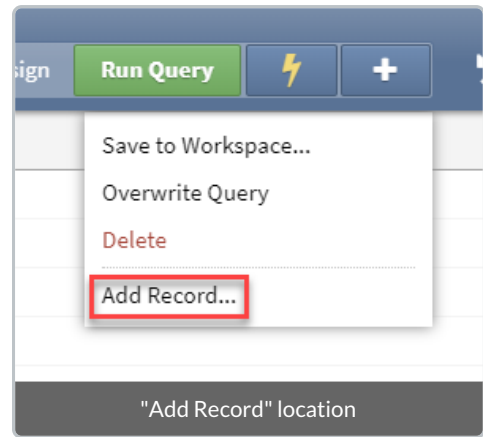 sign Run Query +
Save to Workspace...
Overwrite Query
Delete
Add Record...
"Add Record" location